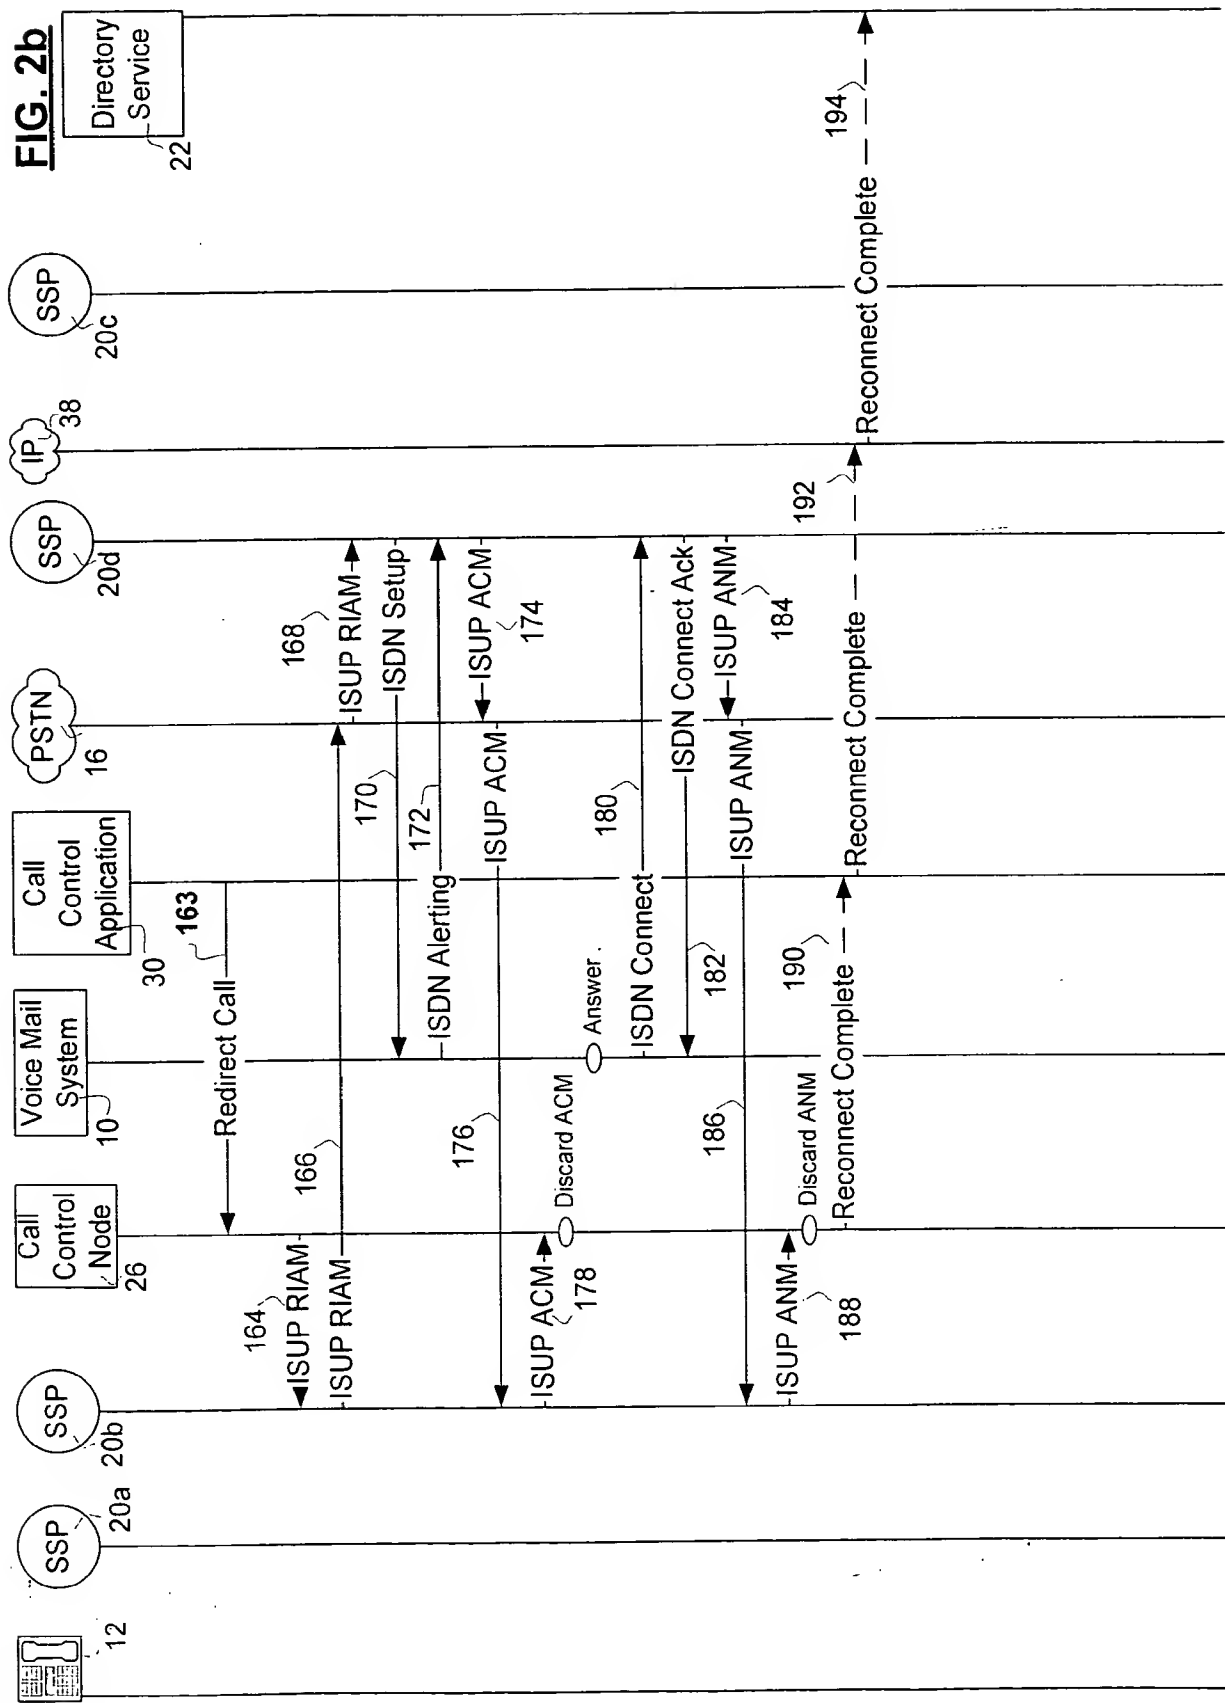 FIG. 2b
12
SSP
20a
SSP
20b
Call
Control
Node
26
Voice Mail
System
10
Call
Control
Application
30
PSTN
16
SSP
20d
IP
38
SSP
20c
Directory
Service
22
163
Redirect Call
164
ISUP RIAM
166
ISUP RIAM
168
ISUP RIAM
170
ISDN Setup
172
ISDN Alerting
174
ISUP ACM
176
ISUP ACM
178
ISUP ACM
Discard ACM
Answer
180
ISDN Connect
182
ISDN Connect Ack
184
ISUP ANM
186
ISUP ANM
188
ISUP ANM
Discard ANM
190
Reconnect Complete
192
Reconnect Complete
194
Reconnect Complete